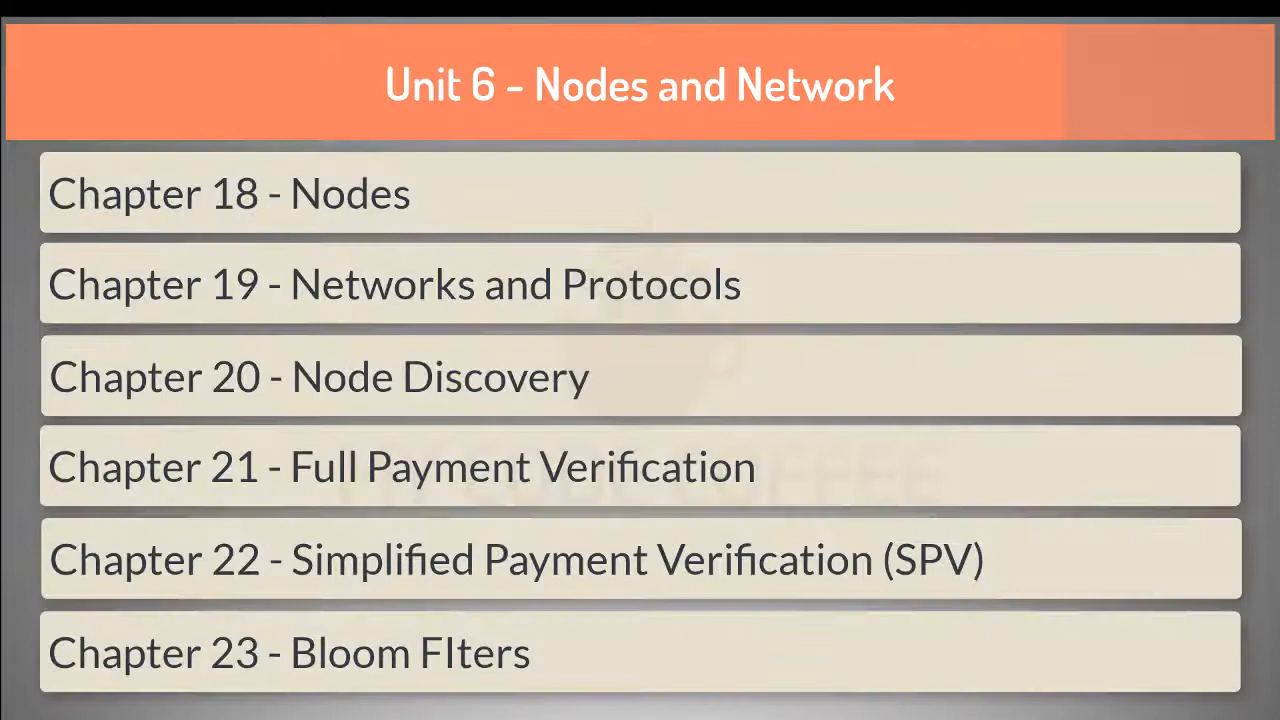 Unit 6 - Nodes and Network
Chapter 18 - Nodes
Chapter 19 - Networks and Protocols
Chapter 20 - Node Discovery
Chapter 21 - Full Payment Verification
Chapter 22 - Simplified Payment Verification (SPV)
Chapter 23 - Bloom FIters